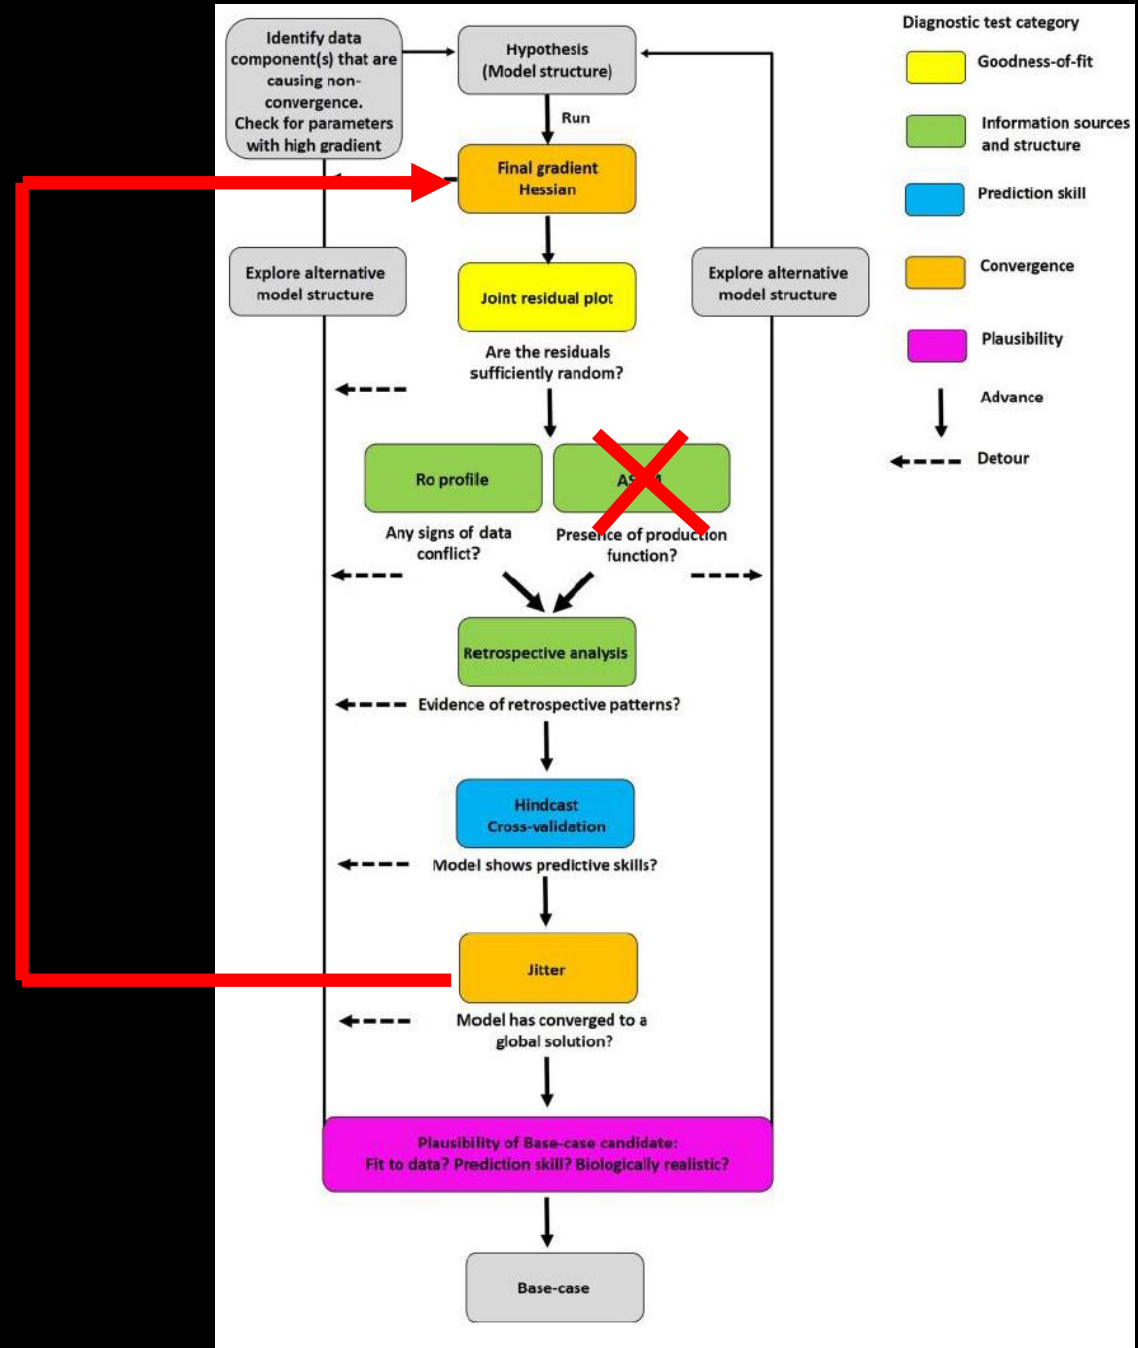 Identify data
component(s) that are
causing non-
convergence.
Check for parameters
with high gradient
Hypothesis
(Model structure)
Run
Final gradient
Hessian
Explore alternative
model structure
Joint residual plot
Explore alternative
model structure
Are the residuals
sufficiently random?
Ro profile
Any signs of data
conflict?
Presence of production
function?
Retrospective analysis
Evidence of retrospective patterns?
Hindcast
Cross-validation
Model shows predictive skills?
Jitter
Model has converged to a
global solution?
Plausibility of Base-case candidate:
Fit to data? Prediction skill? Biologically realistic?
Base-case
Diagnostic test category
Goodness-of-fit
Information sources
and structure
Prediction skill
Convergence
Plausibility
Advance
Detour